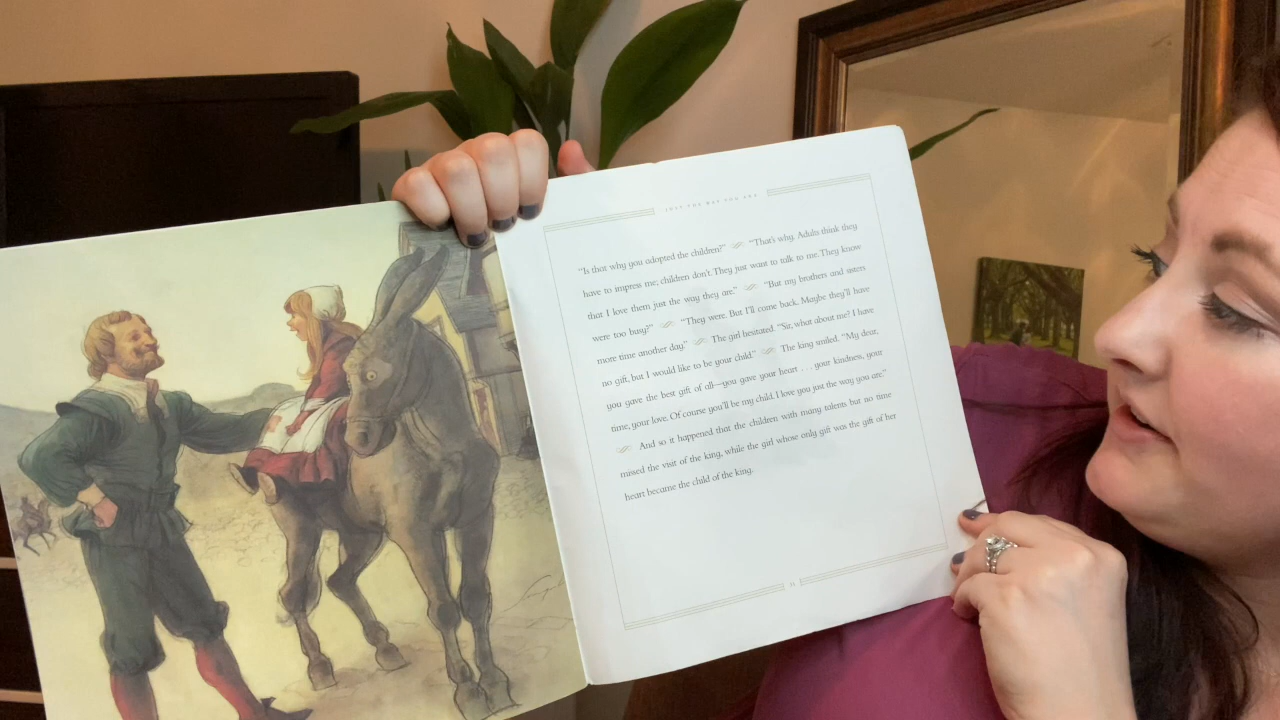 JUST THE WAY YOU ARE
"Is that why you adopted the children?" "That's why. Adults think they
have to impress me; children don't. They just want to talk to me. They know
that I love them just the way they are." "But my brothers and sisters
were too busy?" "They were. But I'll come back. Maybe they'll have
more time another day." The girl hesitated. "Sir, what about me? I have
no gift, but I would like to be your child." The king smiled. "My dear,
you gave the best gift of all—you gave your heart . . . your kindness, your
time, your love. Of course you'll be my child. I love you just the way you are."
And so it happened that the children with many talents but no time
missed the visit of the king, while the girl whose only gift was the gift of her
heart became the child of the king.